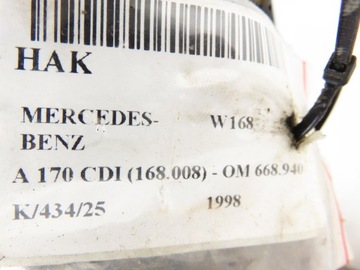 HAK
MERCEDES- W168
BENZ
A 170 CDI (168.008) - OM 668.940
K/434/25 1998